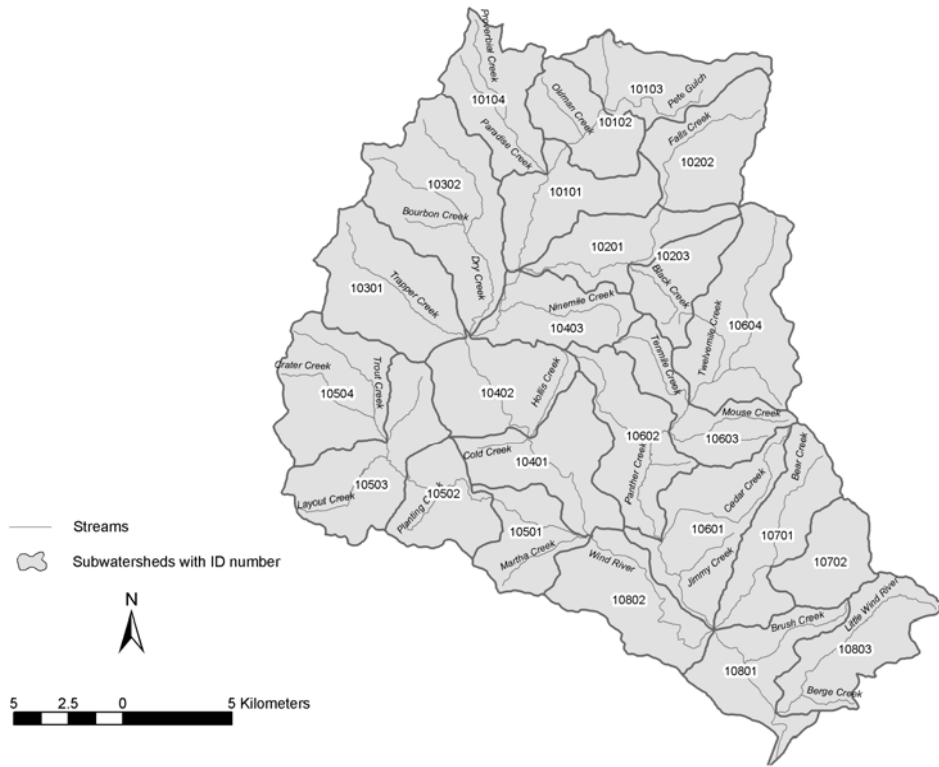 Proverbial Creek
10104
Paradise Creek
Oldman Creek
10102
10103
Pete Gulch
Falls Creek
10202
10302
Bourbon Creek
Dry Creek
10101
10201
10203
Black Creek
10301
Trapper Creek
Ninemile Creek
10403
Tenmile Creek
Twelvemile Creek
10604
Crater Creek
Trout Creek
10504
10402
Hollis Creek
Mouse Creek
10603
10602
Panther Creek
Cold Creek
10401
Bear Creek
Cedar Creek
Layout Creek
10503
10502
Planting Creek
10501
Martha Creek
Wind River
10601
Jimmy Creek
10701
10702
10802
Brush Creek
Little Wind River
10801
10803
Berge Creek
Streams
Subwatersheds with ID number
N
5 2.5 0 5 Kilometers